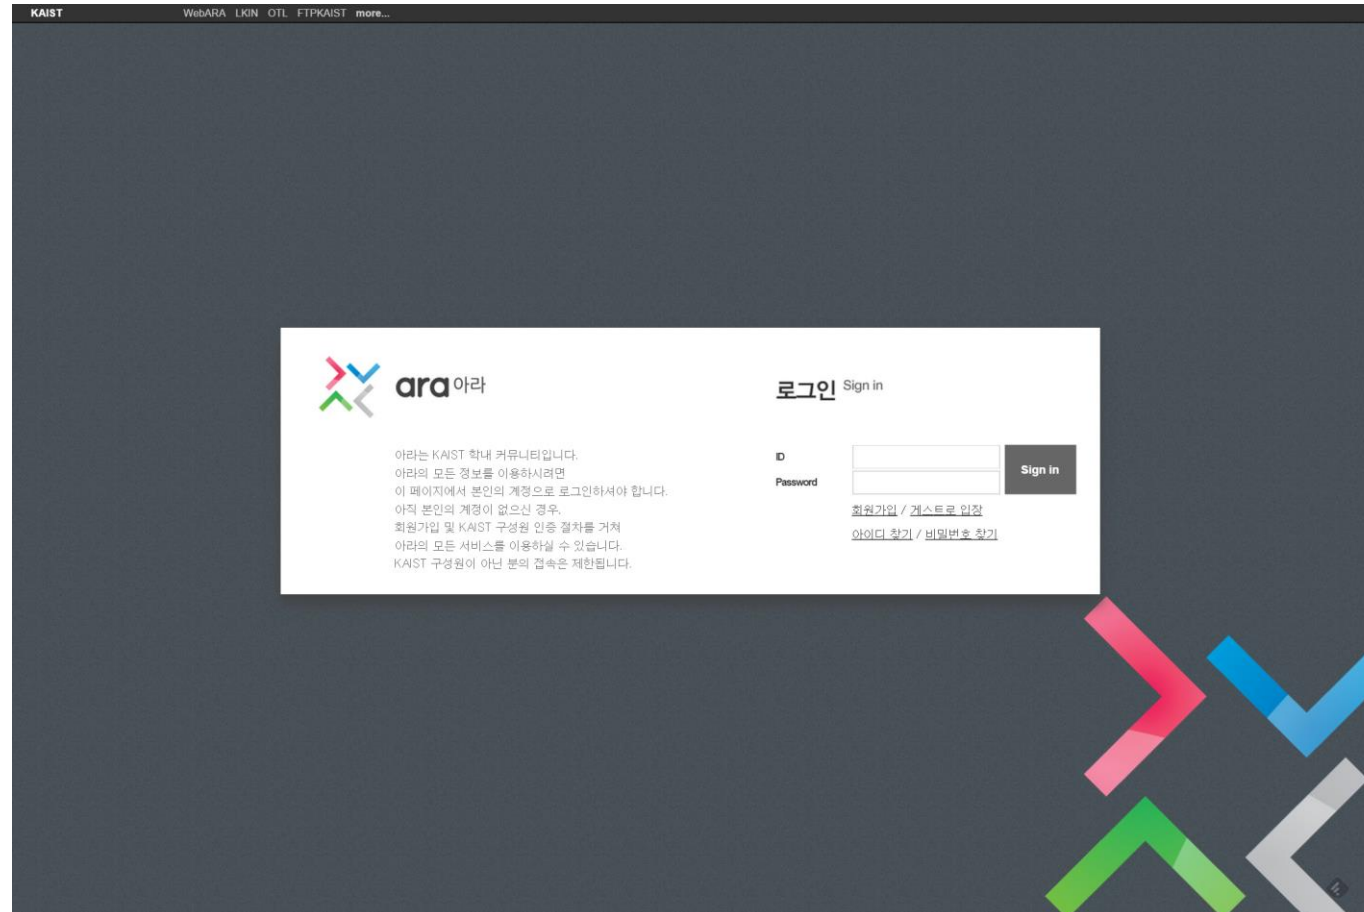 KAIST WebARA LKIN OTL FTPKAIST more...
ara 아라
아라는 KAIST 학내 커뮤니티입니다.
아라의 모든 정보를 이용하시려면
이 페이지에서 본인의 계정으로 로그인하셔야 합니다.
아직 본인의 계정이 없으신 경우,
회원가입 및 KAIST 구성원 인증 절차를 거쳐
아라의 모든 서비스를 이용하실 수 있습니다.
KAIST 구성원이 아닌 분의 접속은 제한됩니다.
로그인 Sign in
ID
Password
Sign in
회원가입 / 게스트로 입장
아이디 찾기 / 비밀번호 찾기